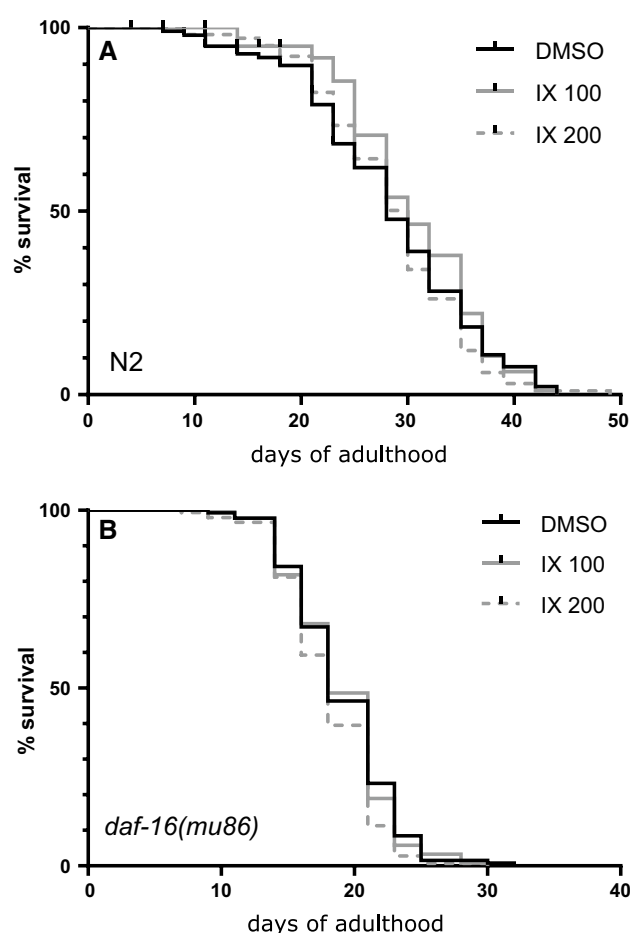 A
DMSO
IX 100
IX 200
100
50
0
% survival
N2
0 10 20 30 40 50
days of adulthood
B
DMSO
IX 100
IX 200
100
50
0
% survival
daf-16(mu86)
0 10 20 30 40
days of adulthood